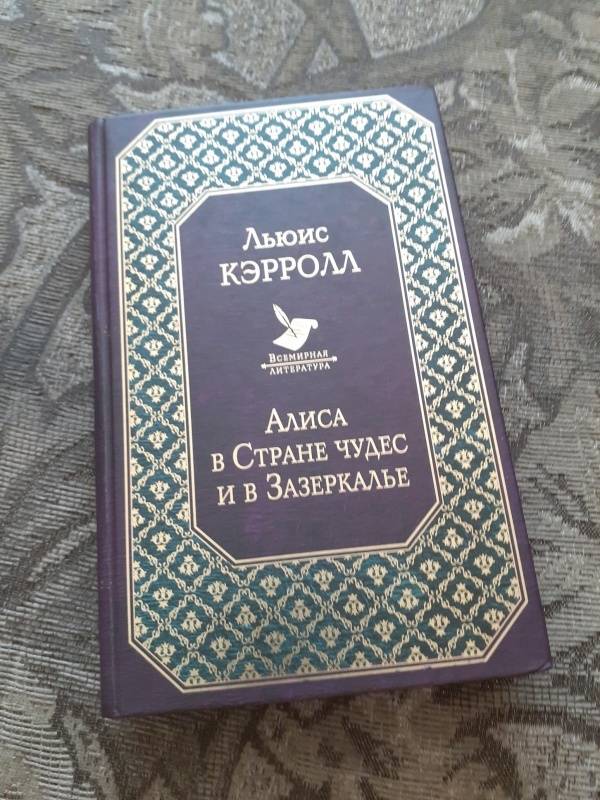 Льюис
КЭРРОЛЛ
Всемирная
литература
Алиса
в Стране чудес
и в Зазеркалье